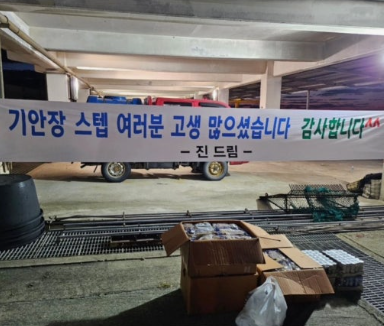 기안장 스텝 여러분 고생 많으셨습니다 감사합니다^^
- 진 드림 -